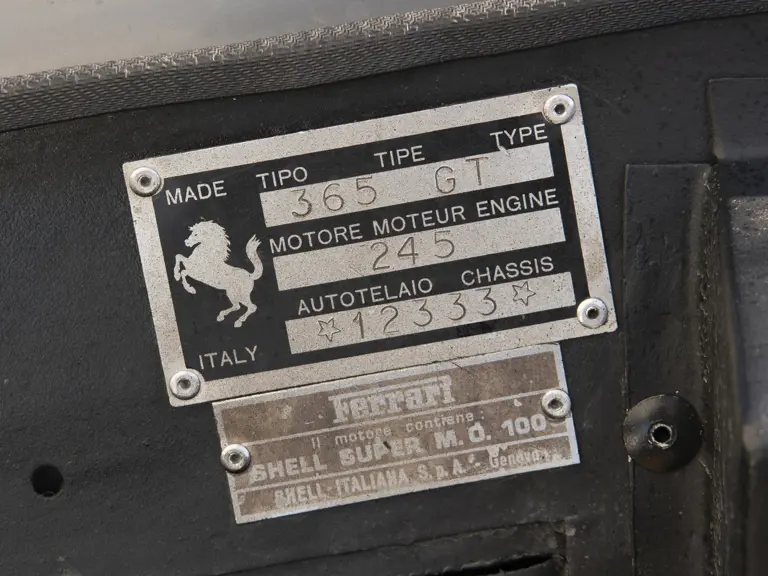 MADE TIPO TIPE TYPE
365 GT
MOTORE MOTEUR ENGINE
245
AUTOTELAIO CHASSIS
☆12333☆
ITALY
Ferrari
Il motore contiene:
SHELL SUPER M.O. 100
SHELL ITALIANA S.p.A. - Genova